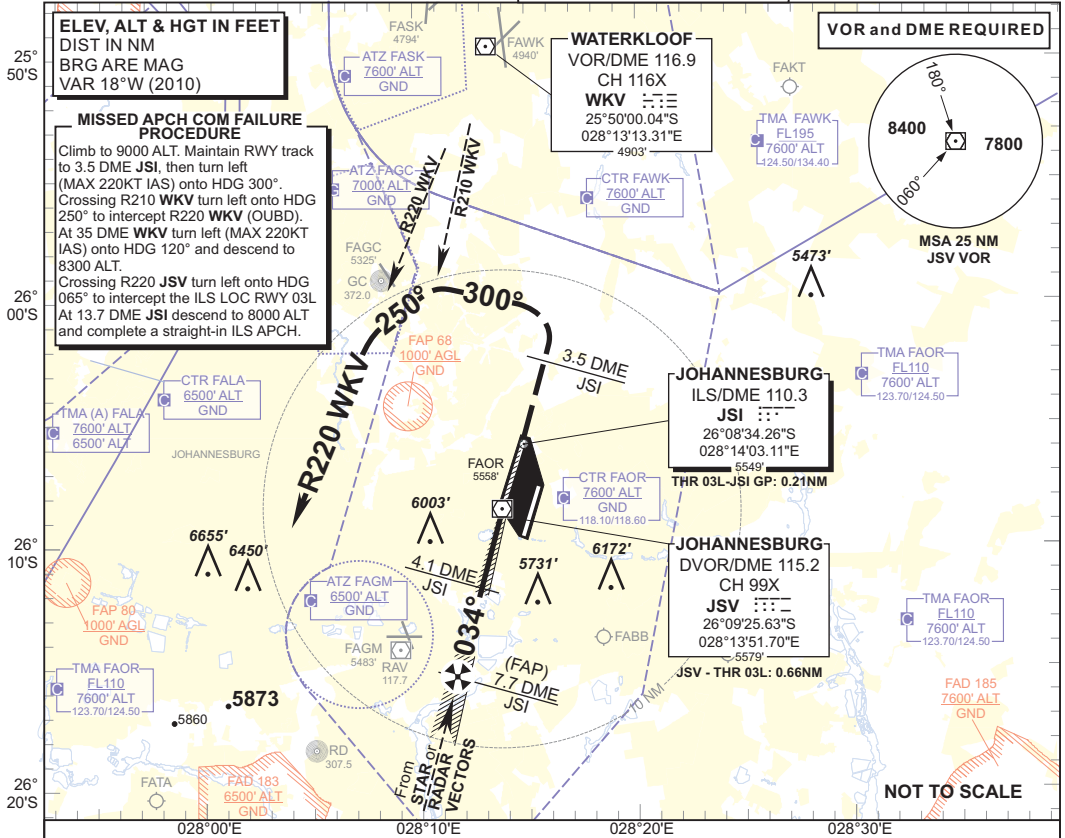 ELEV, ALT & HGT IN FEET
DIST IN NM
BRG ARE MAG
VAR 18°W (2010)
MISSED APCH COM FAILURE
PROCEDURE
Climb to 9000 ALT. Maintain RWY track
to 3.5 DME JSI, then turn left
(MAX 220KT IAS) onto HDG 300°.
Crossing R210 WKV turn left onto HDG
250° to intercept R220 WKV (OUBD).
At 35 DME WKV turn left (MAX 220KT
IAS) onto HDG 120° and descend to
8300 ALT.
Crossing R220 JSV turn left onto HDG
065° to intercept the ILS LOC RWY 03L
At 13.7 DME JSI descend to 8000 ALT
and complete a straight-in ILS APCH.
25°
50'S
26°
00'S
26°
10'S
26°
20'S
FASK
4794'
FAWK
4940'
ATZ FASK
7600' ALT
GND
C
WATERKLOOF
VOR/DME 116.9
CH 116X
WKV
25°50'00.04"S
028°13'13.31"E
4903'
VOR and DME REQUIRED
FAKT
TMA FAWK
FL195
7600' ALT
124.50/134.40
C
180°
8400
7800
060°
MSA 25 NM
JSV VOR
ATZ FAGC
7000' ALT
GND
C
CTR FAWK
7600' ALT
GND
C
R220 WKV
R210 WKV
FAGC
5325'
GC
372.0
5473'
250°
300°
R220 WKV
FAP 68
1000' AGL
GND
3.5 DME
JSI
CTR FALA
6500' ALT
GND
C
TMA (A) FALA
7600' ALT
6500' ALT
C
JOHANNESBURG
TMA FAOR
FL110
7600' ALT
123.70/124.50
C
JOHANNESBURG
ILS/DME 110.3
JSI
26°08'34.26"S
028°14'03.11"E
5549'
THR 03L-JSI GP: 0.21NM
FAOR
5558'
CTR FAOR
7600' ALT
GND
118.10/118.60
C
6655'
6450'
6003'
5731'
6172'
4.1 DME
JSI
JOHANNESBURG
DVOR/DME 115.2
CH 99X
JSV
26°09'25.63"S
028°13'51.70"E
5579'
JSV - THR 03L: 0.66NM
FAP 80
1000' AGL
GND
ATZ FAGM
6500' ALT
GND
C
034°
FAGM
5483'
RAV
117.7
FABB
TMA FAOR
FL110
7600' ALT
123.70/124.50
C
(FAP)
7.7 DME
JSI
10 NM
TMA FAOR
FL110
7600' ALT
123.70/124.50
C
5873
5860
FAD 185
7600' ALT
GND
RD
307.5
FATA
FAD 183
6500' ALT
GND
From
STAR or
RADAR
VECTORS
NOT TO SCALE
028°00'E
028°10'E
028°20'E
028°30'E